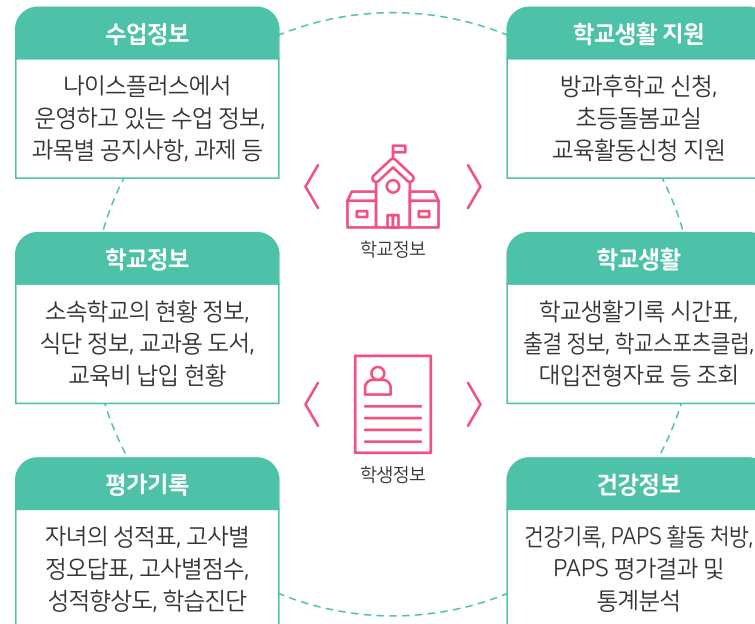 수업정보
나이스플러스에서
운영하고 있는 수업 정보,
과목별 공지사항, 과제 등
학교생활 지원
방과후학교 신청,
초등돌봄교실
교육활동신청 지원
학교정보
학교정보
소속학교의 현황 정보,
식단 정보, 교과용 도서,
교육비 납입 현황
학교생활
학교생활기록 시간표,
출결 정보, 학교스포츠클럽,
대입전형자료 등 조회
학생정보
평가기록
자녀의 성적표, 고사별
정오답표, 고사별점수,
성적향상도, 학습진단
건강정보
건강기록, PAPS 활동 처방,
PAPS 평가결과 및
통계분석